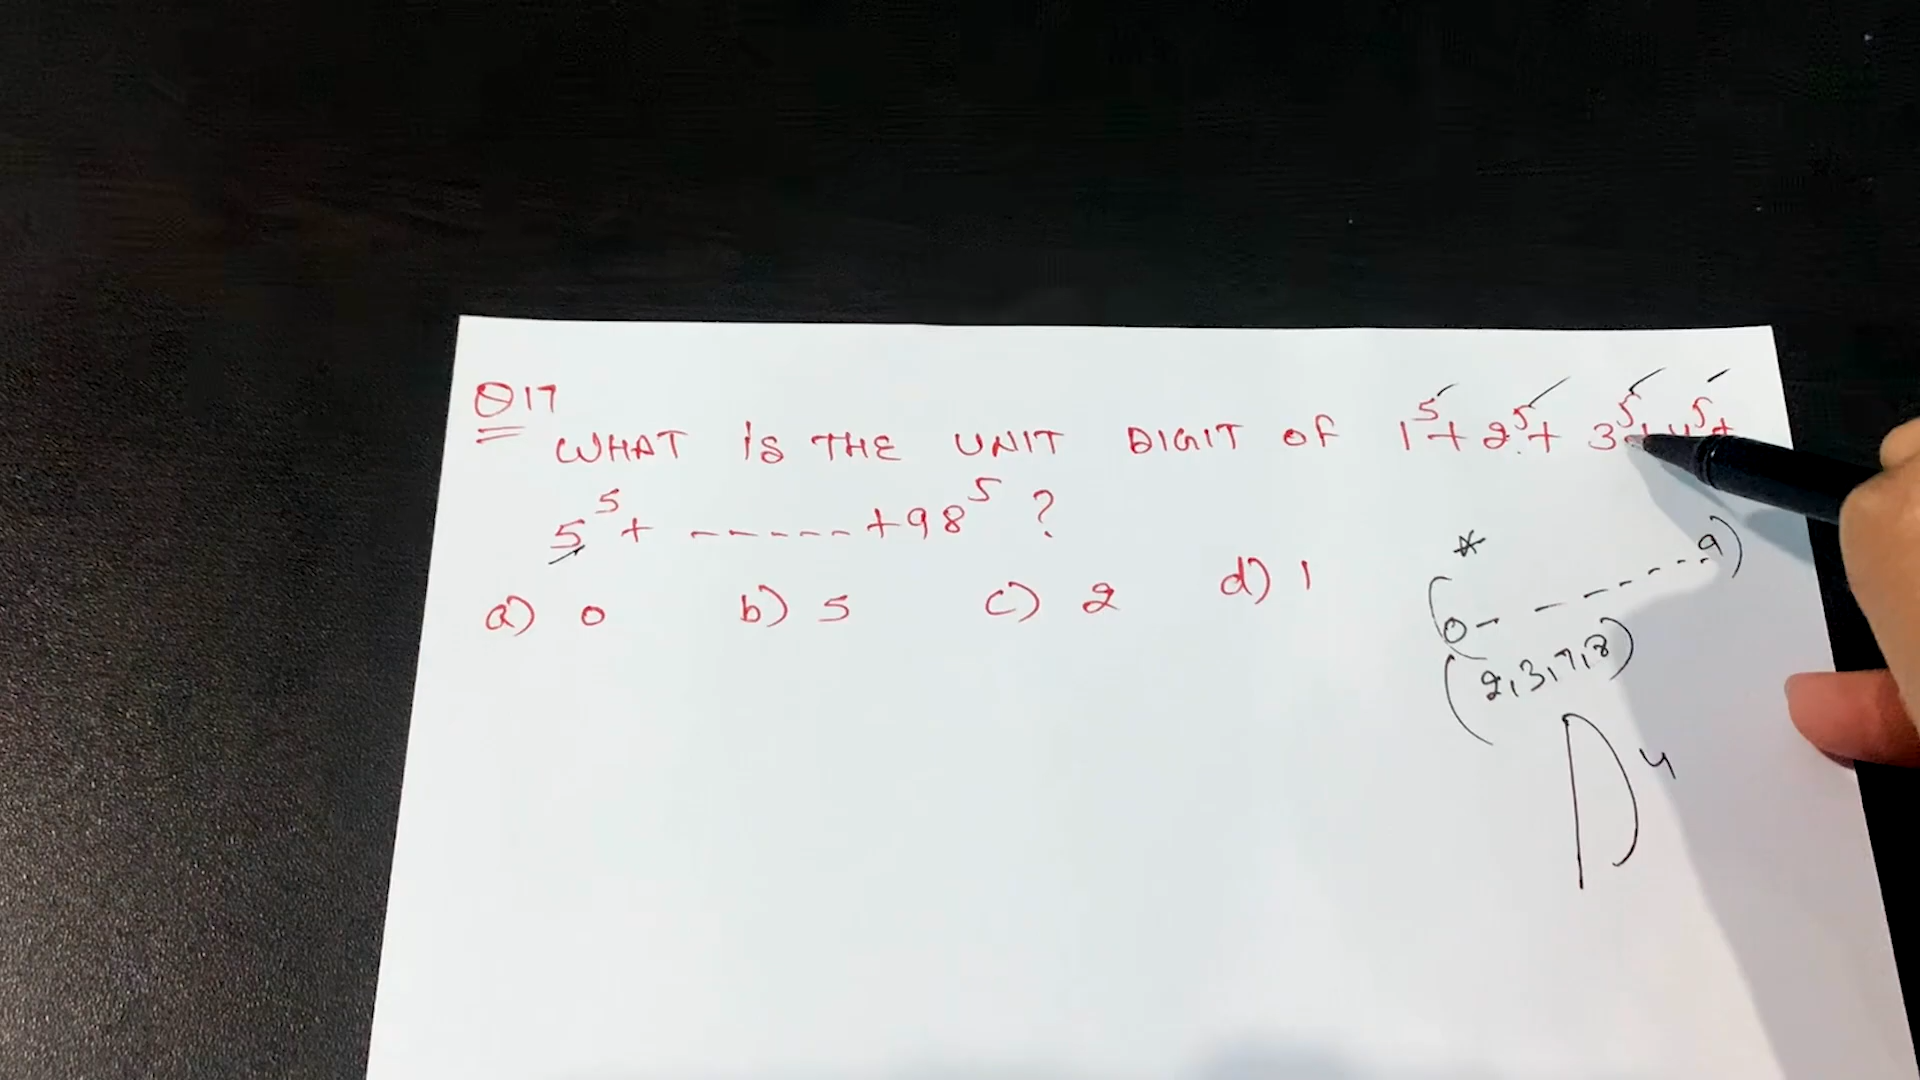 Q17
WHAT IS THE UNIT DIGIT OF 1⁵+ 2⁵+ 3⁵+ 4⁵+
5⁵+ ------ +98⁵ ?
a) 0 b) 5 c) 2 d) 1
*
(0- - - - - - - 9)
(2,3,7,8)
4